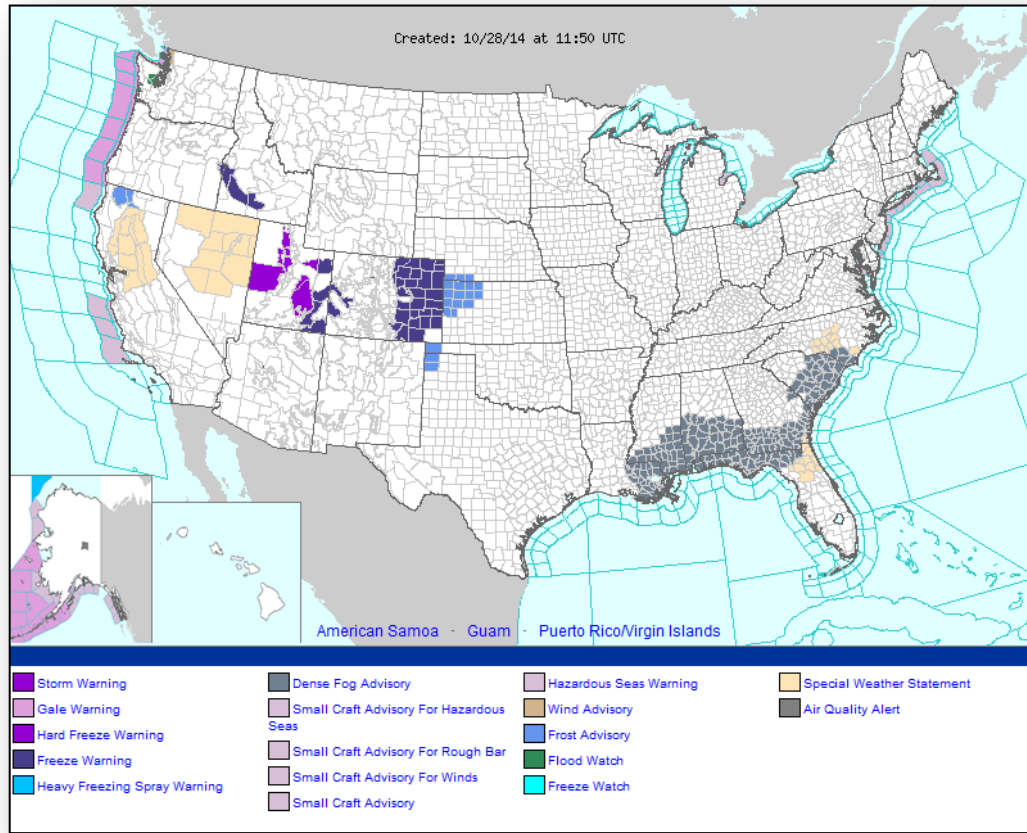 Created: 10/28/14 at 11:50 UTC
American Samoa · Guam · Puerto Rico/Virgin Islands
Storm Warning
Gale Warning
Hard Freeze Warning
Freeze Warning
Heavy Freezing Spray Warning
Dense Fog Advisory
Small Craft Advisory For Hazardous
Seas
Small Craft Advisory For Rough Bar
Small Craft Advisory For Winds
Small Craft Advisory
Hazardous Seas Warning
Wind Advisory
Frost Advisory
Flood Watch
Freeze Watch
Special Weather Statement
Air Quality Alert